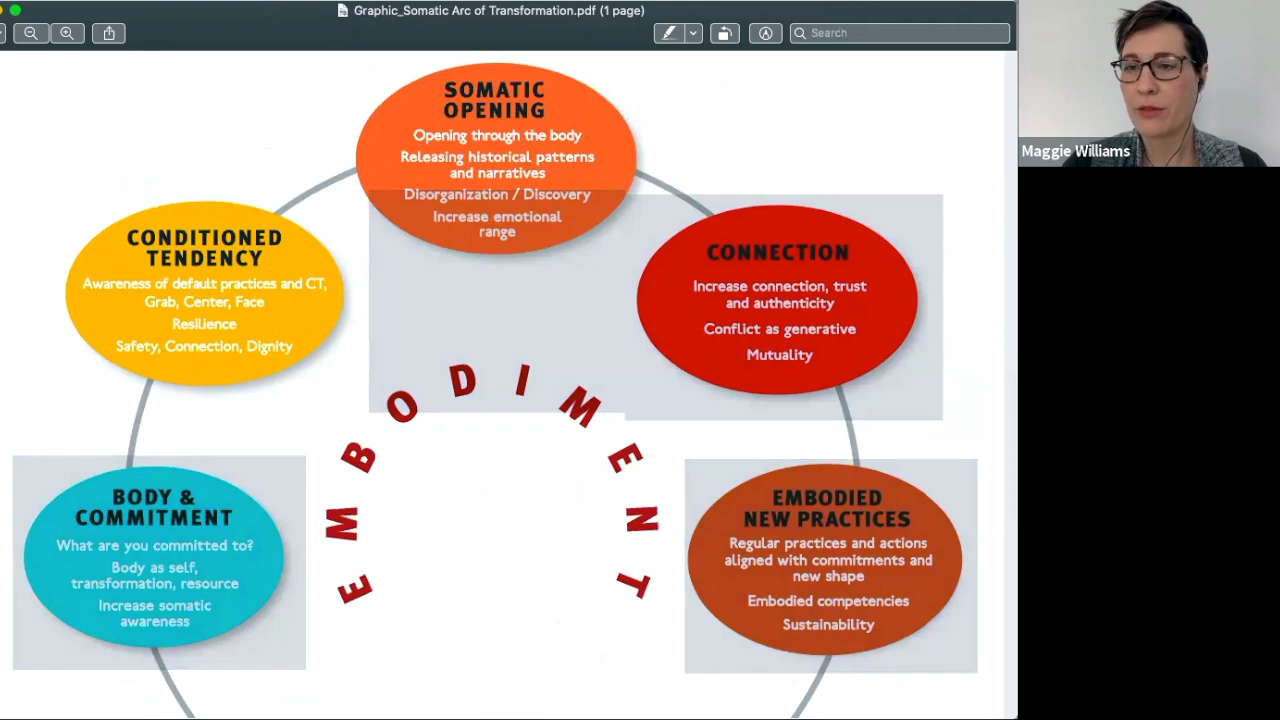 Graphic_Somatic Arc of Transformation.pdf (1 page)
Search
Maggie Williams
SOMATIC
OPENING
Opening through the body
Releasing historical patterns
and narratives
Disorganization / Discovery
Increase emotional
range
CONDITIONED
TENDENCY
Awareness of default practices and CT,
Grab, Center, Face
Resilience
Safety, Connection, Dignity
CONNECTION
Increase connection, trust
and authenticity
Conflict as generative
Mutuality
EMBODIMENT
BODY &
COMMITMENT
What are you committed to?
Body as self,
transformation, resource
Increase somatic
awareness
EMBODIED
NEW PRACTICES
Regular practices and actions
aligned with commitments and
new shape
Embodied competencies
Sustainability